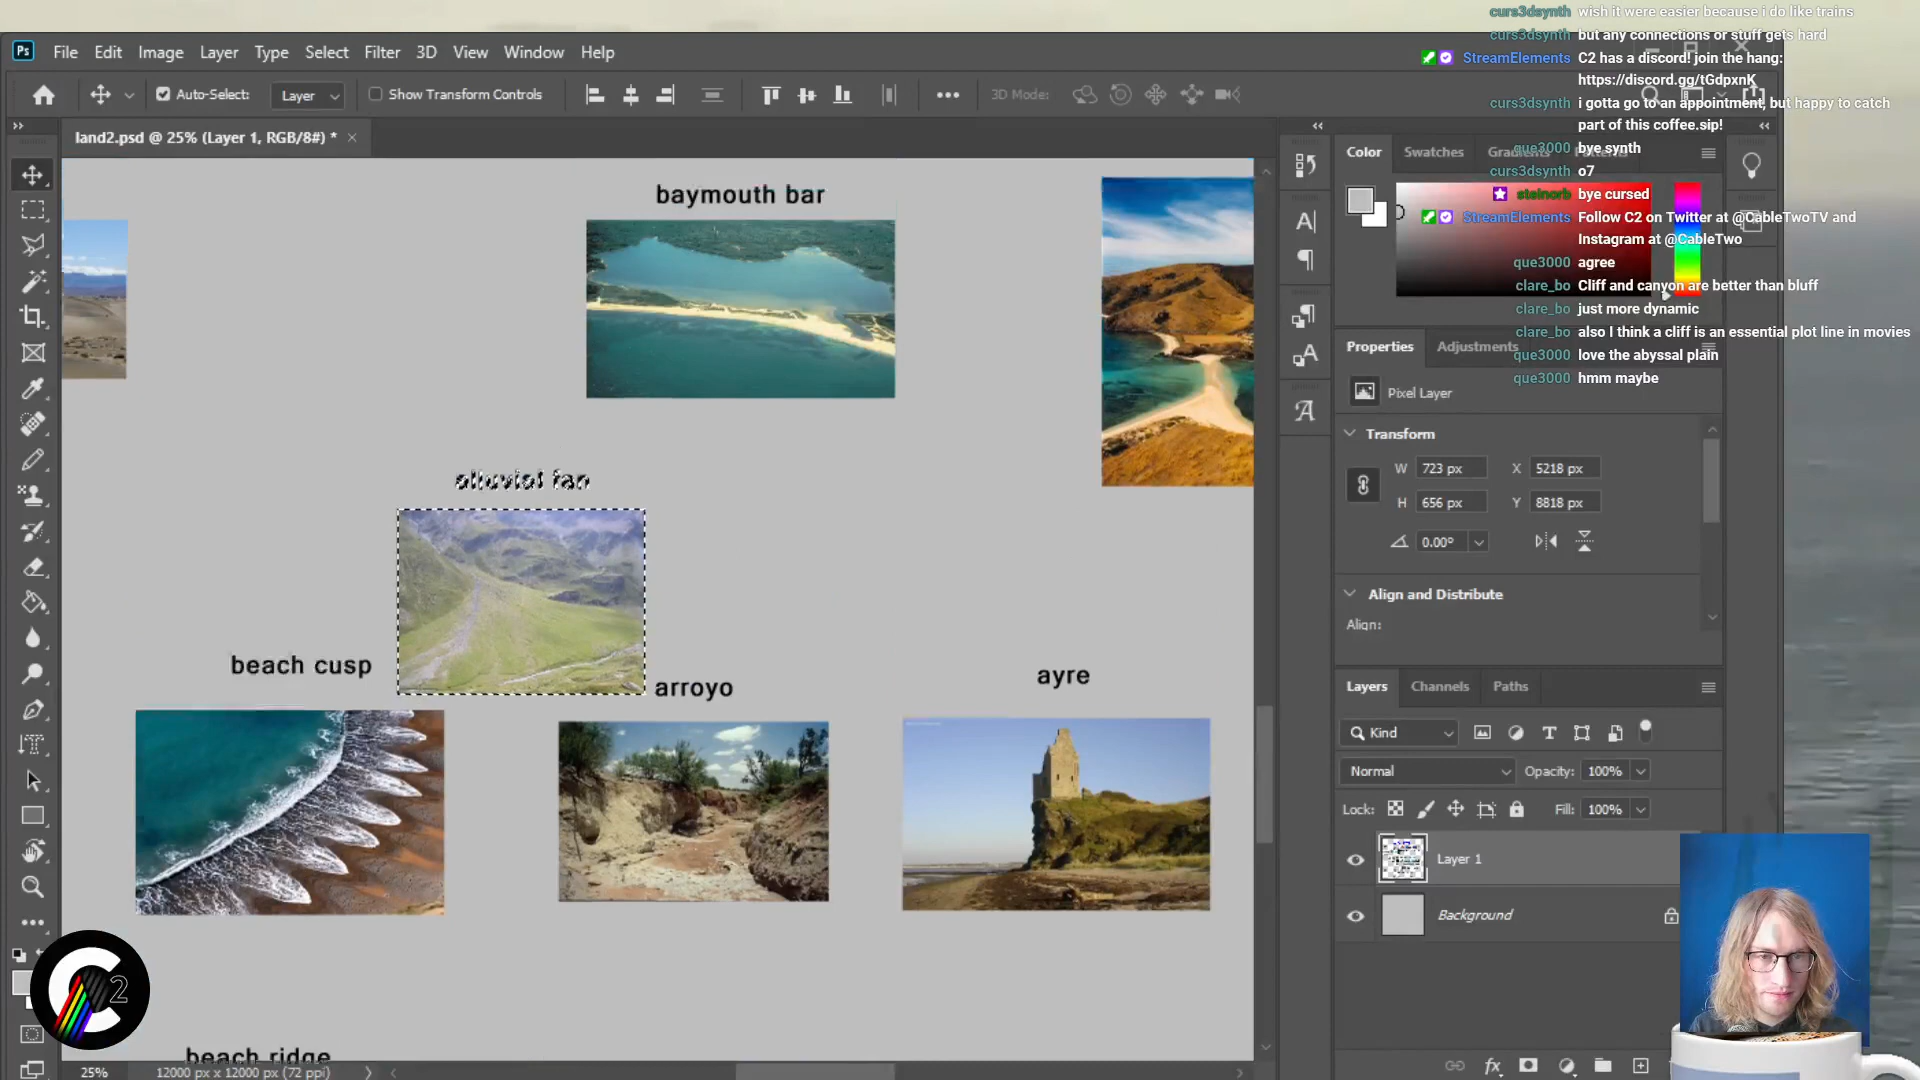 Ps File Edit Image Layer Type Select Filter 3D View Window Help
Auto-Select: Layer Show Transform Controls 3D Mode:
land2.psd @ 25% (Layer 1, RGB/8#) * ×
baymouth bar
alluvial fan
beach cusp
arroyo
ayre
beach ridge
25% 12000 px x 12000 px (72 ppi)
curs3dsynth wish it were easier because i do like trains
curs3dsynth but any connections or stuff gets hard
StreamElements C2 has a discord! join the hang:
https://discord.gg/tGdpxnK
curs3dsynth i gotta go to an appointment, but happy to catch
part of this coffee.sip!
que3000 bye synth
curs3dsynth o7
steinorb bye cursed
StreamElements Follow C2 on Twitter at @CableTwoTV and
Instagram at @CableTwo
que3000 agree
clare_bo Cliff and canyon are better than bluff
clare_bo just more dynamic
clare_bo also I think a cliff is an essential plot line in movies
que3000 love the abyssal plain
que3000 hmm maybe
Color Swatches Gradients Patterns
Properties Adjustments
Pixel Layer
Transform
W 723 px X 5218 px
H 656 px Y 8818 px
0.00°
Align and Distribute
Align:
Layers Channels Paths
Kind
Normal Opacity: 100%
Lock: Fill: 100%
Layer 1
Background
fx
C2